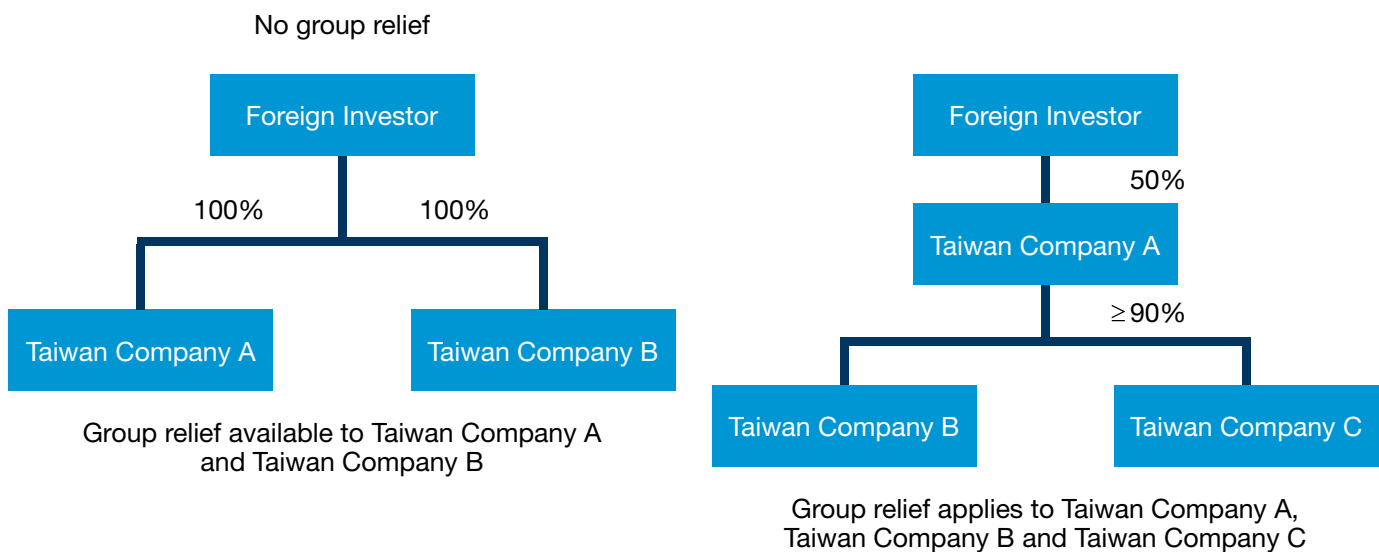 No group relief
Foreign Investor
100%
100%
Taiwan Company A
Taiwan Company B
Group relief available to Taiwan Company A
and Taiwan Company B
Foreign Investor
50%
Taiwan Company A
≥90%
Taiwan Company B
Taiwan Company C
Group relief applies to Taiwan Company A,
Taiwan Company B and Taiwan Company C